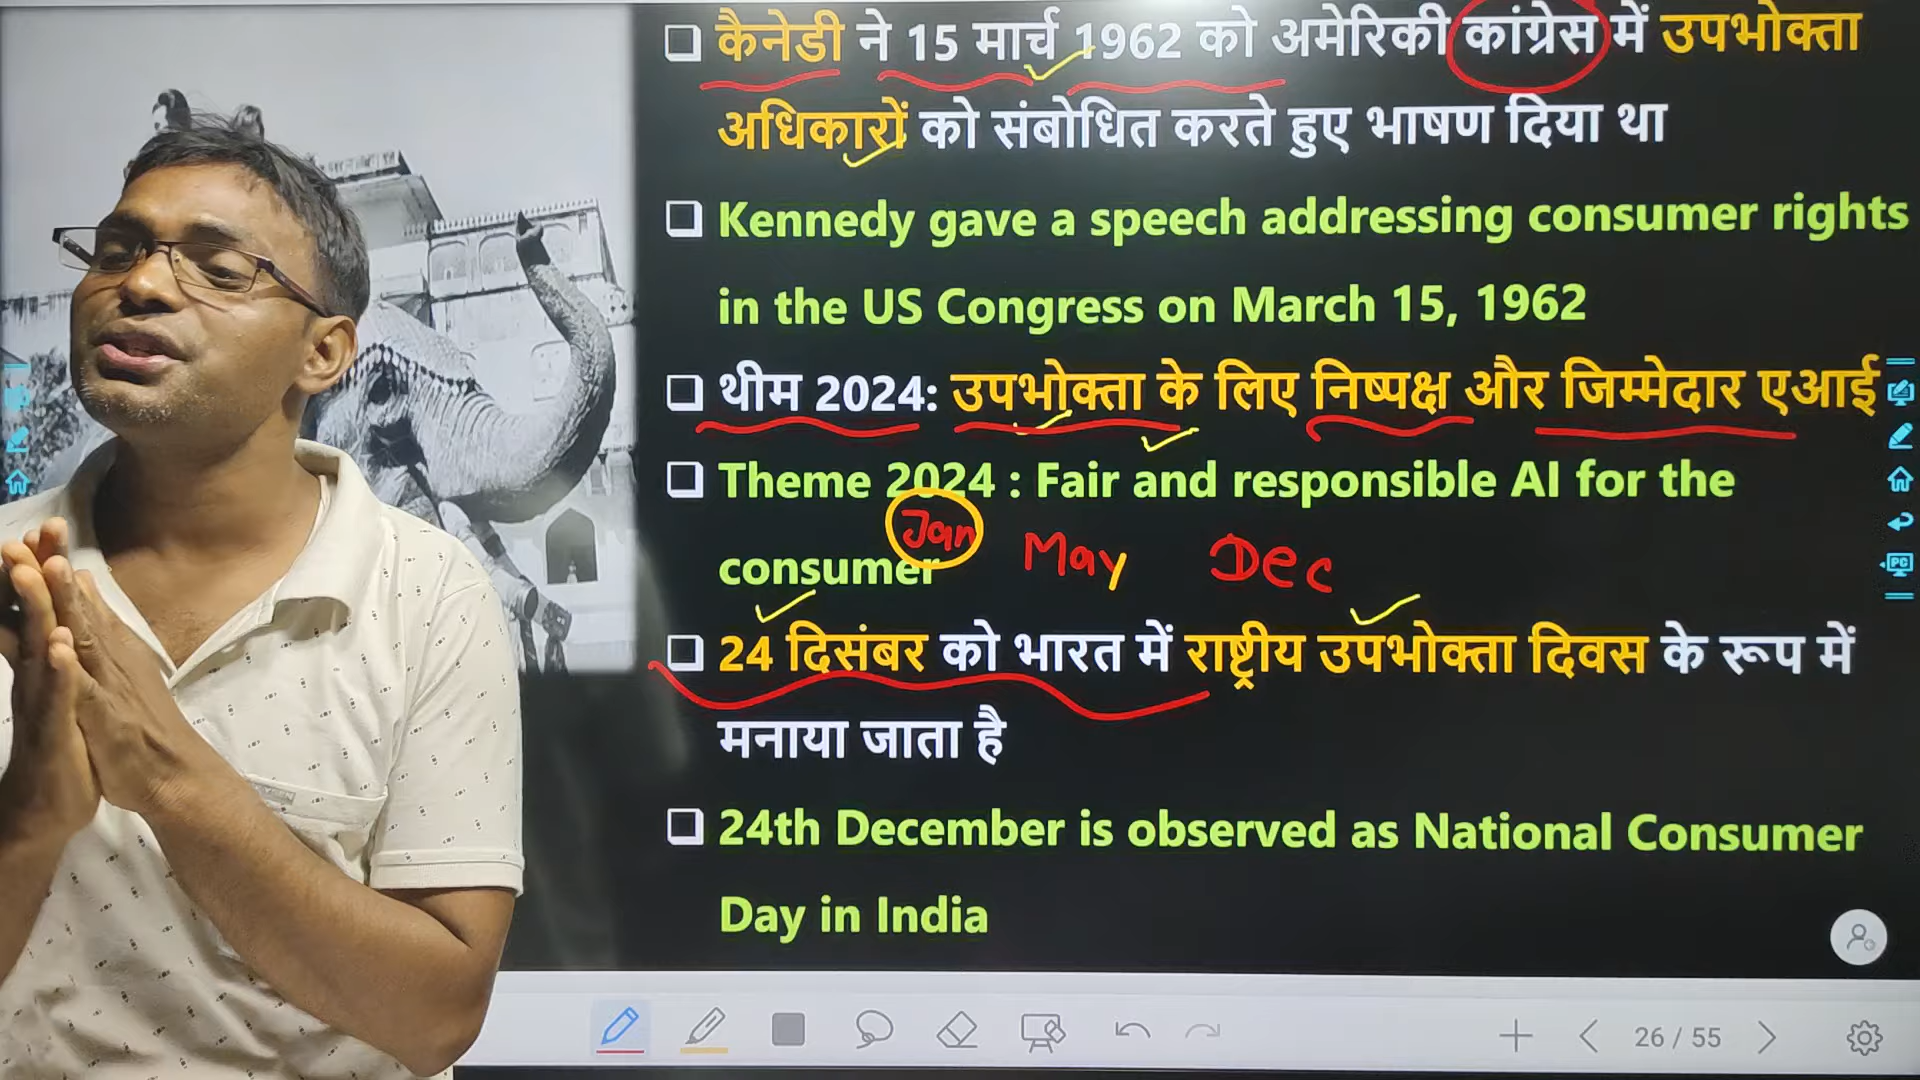 कैनेडी ने 15 मार्च 1962 को अमेरिकी कांग्रेस में उपभोक्ता
अधिकारों को संबोधित करते हुए भाषण दिया था
Kennedy gave a speech addressing consumer rights
in the US Congress on March 15, 1962
थीम 2024: उपभोक्ता के लिए निष्पक्ष और जिम्मेदार एआई
Theme 2024 : Fair and responsible AI for the
Jan May Dec
consumer
24 दिसंबर को भारत में राष्ट्रीय उपभोक्ता दिवस के रूप में
मनाया जाता है
24th December is observed as National Consumer
Day in India
26 / 55